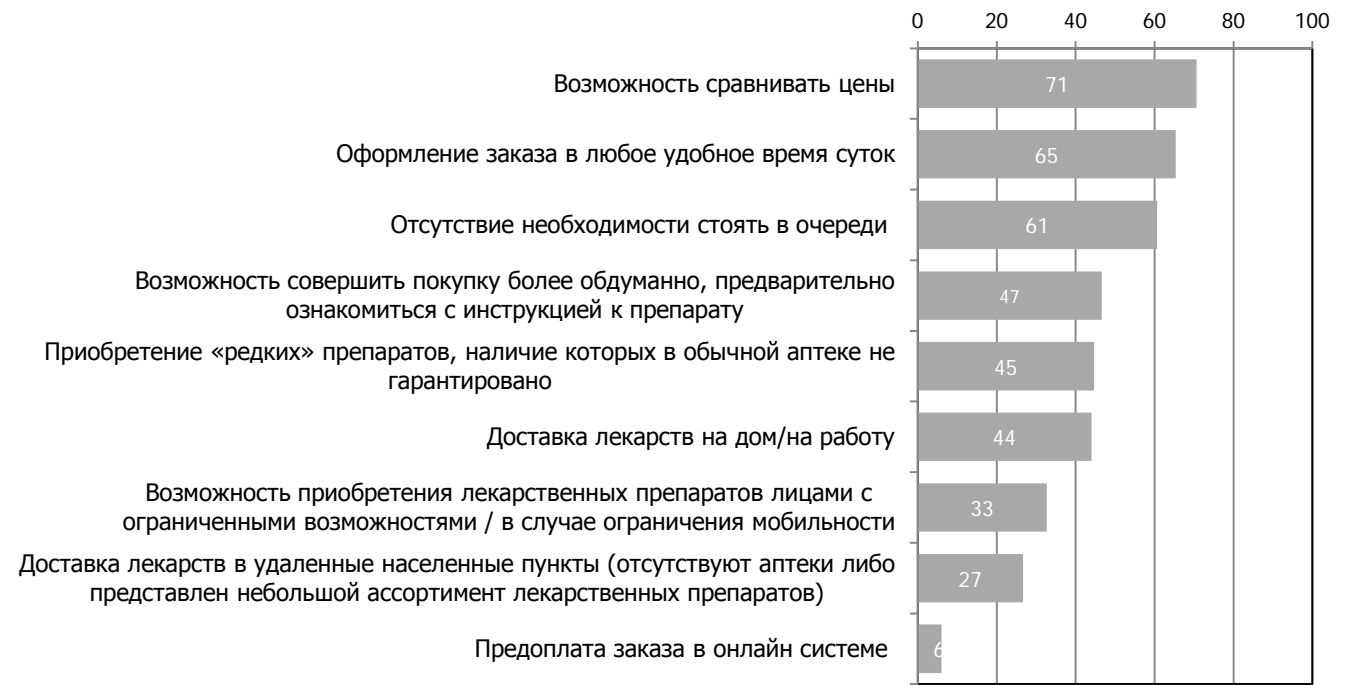 0 20 40 60 80 100
Возможность сравнивать цены
71
Оформление заказа в любое удобное время суток
65
Отсутствие необходимости стоять в очереди
61
Возможность совершить покупку более обдуманно, предварительно
ознакомиться с инструкцией к препарату
47
Приобретение «редких» препаратов, наличие которых в обычной аптеке не
гарантировано
45
Доставка лекарств на дом/на работу
44
Возможность приобретения лекарственных препаратов лицами с
ограниченными возможностями / в случае ограничения мобильности
33
Доставка лекарств в удаленные населенные пункты (отсутствуют аптеки либо
представлен небольшой ассортимент лекарственных препаратов)
27
Предоплата заказа в онлайн системе
6